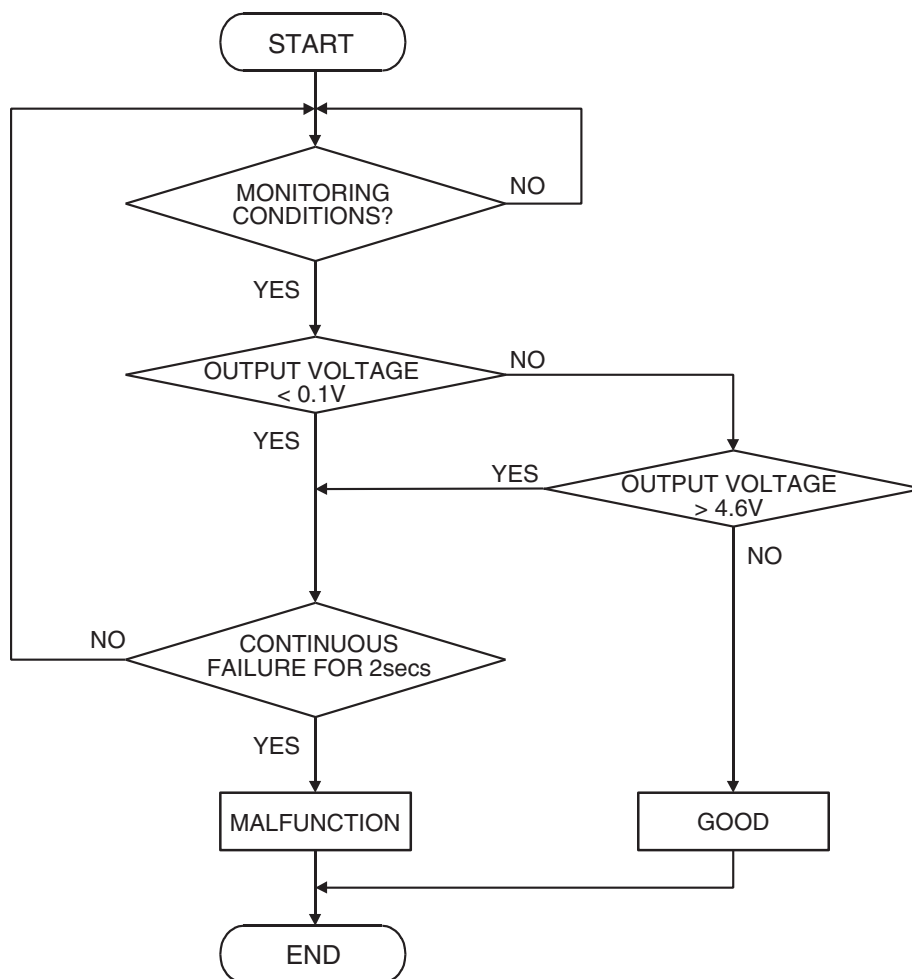 START
MONITORING
CONDITIONS?
NO
YES
OUTPUT VOLTAGE
< 0.1V
NO
YES
YES
OUTPUT VOLTAGE
> 4.6V
NO
NO
CONTINUOUS
FAILURE FOR 2secs
YES
MALFUNCTION
GOOD
END